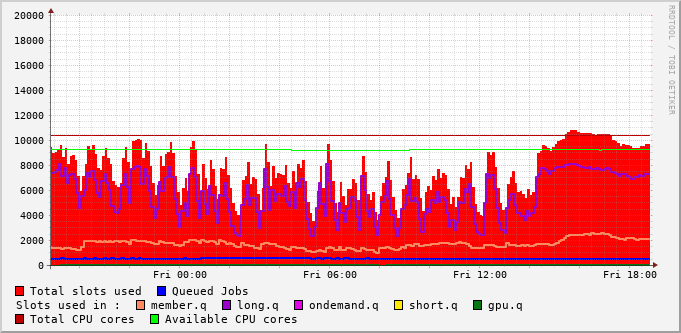 20000
18000
16000
14000
12000
10000
8000
6000
4000
2000
0
Fri 00:00 Fri 06:00 Fri 12:00 Fri 18:00
Total slots used Queued Jobs
Slots used in : member.q long.q ondemand.q short.q gpu.q
Total CPU cores Available CPU cores
RRDTOOL / TOBI OETIKER